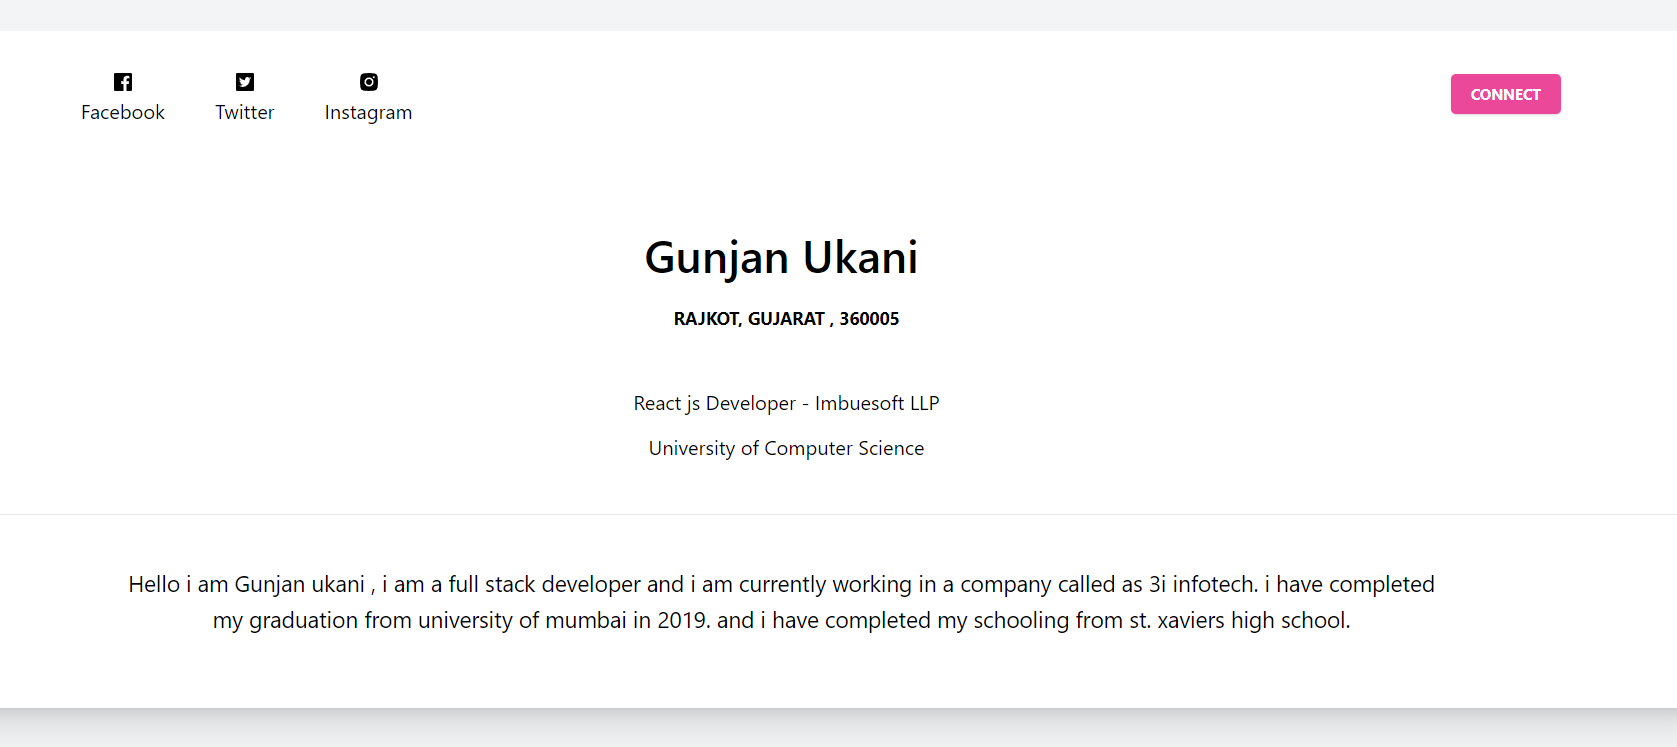 Facebook Twitter Instagram
CONNECT
Gunjan Ukani
RAJKOT, GUJARAT , 360005
React js Developer - Imbuesoft LLP
University of Computer Science
Hello i am Gunjan ukani , i am a full stack developer and i am currently working in a company called as 3i infotech. i have completed
my graduation from university of mumbai in 2019. and i have completed my schooling from st. xaviers high school.